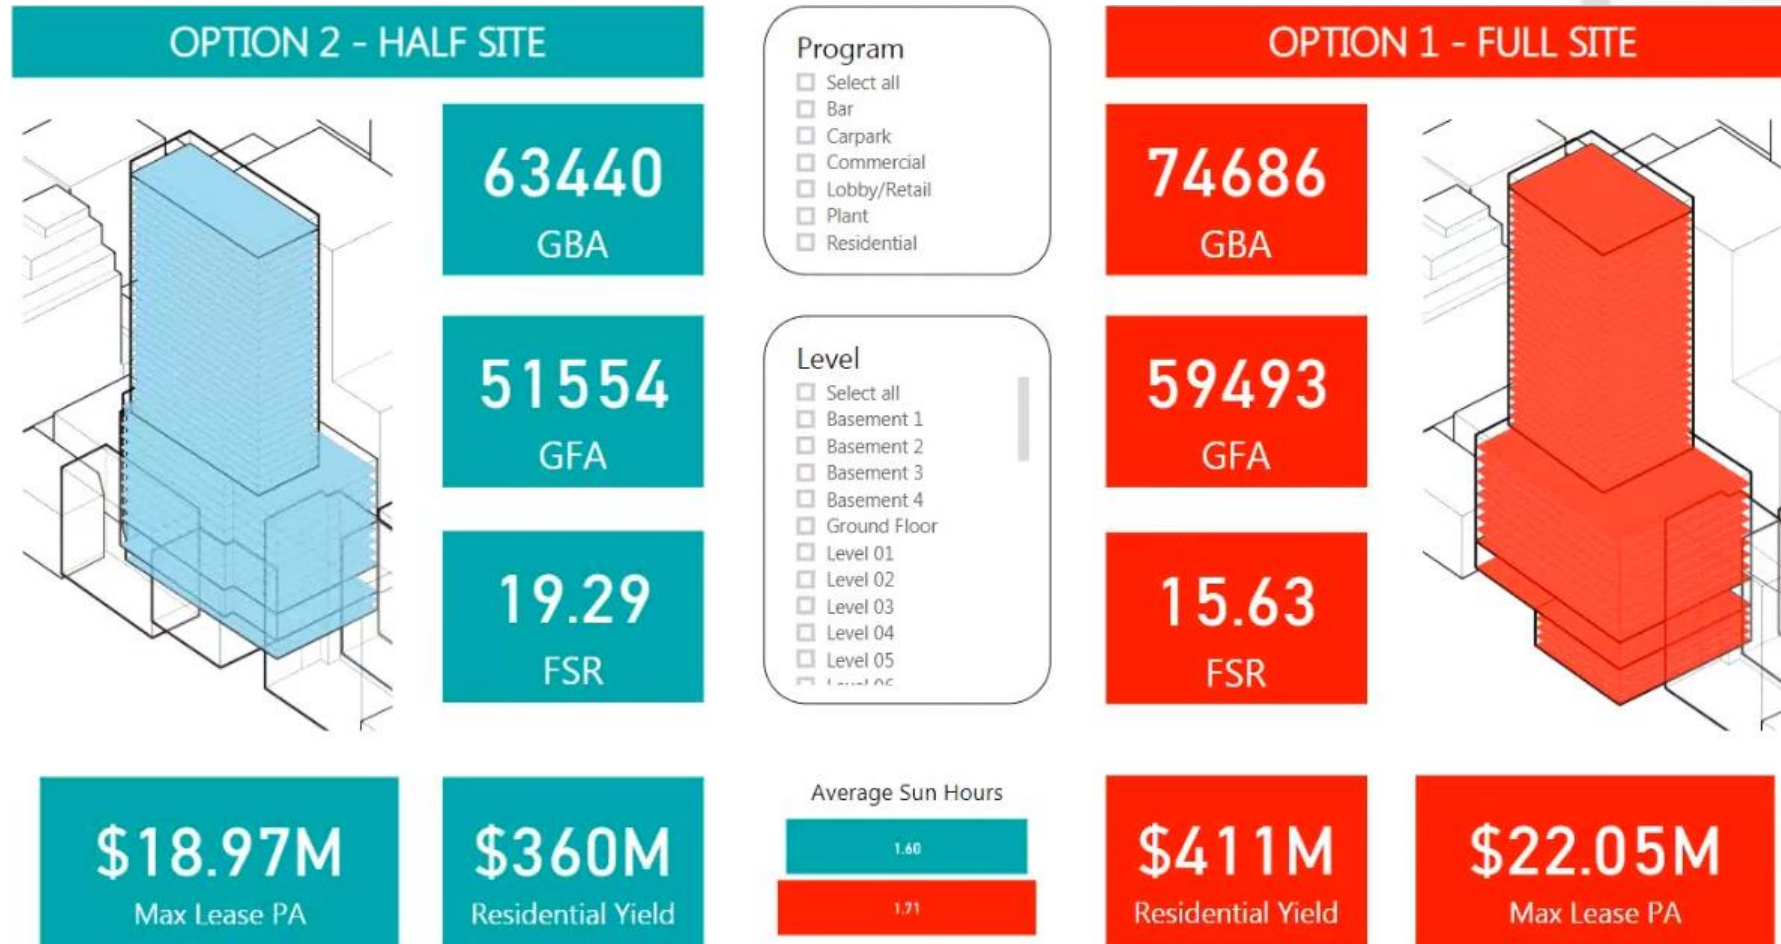 OPTION 2 - HALF SITE
63440
GBA
51554
GFA
19.29
FSR
$18.97M
Max Lease PA
$360M
Residential Yield
Program
Select all
Bar
Carpark
Commercial
Lobby/Retail
Plant
Residential
Level
Select all
Basement 1
Basement 2
Basement 3
Basement 4
Ground Floor
Level 01
Level 02
Level 03
Level 04
Level 05
Level 06
Average Sun Hours
1.60
1.71
OPTION 1 - FULL SITE
74686
GBA
59493
GFA
15.63
FSR
$411M
Residential Yield
$22.05M
Max Lease PA